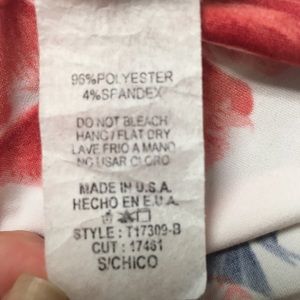 96%POLYESTER
4%SPANDEX
DO NOT BLEACH
HANG/FLAT DRY
LAVE FRIO A MANO
NO USAR CLORO
MADE IN U.S.A.
HECHO EN E.U.A.
STYLE : T17309-B
CUT : 17461
S/CHICO